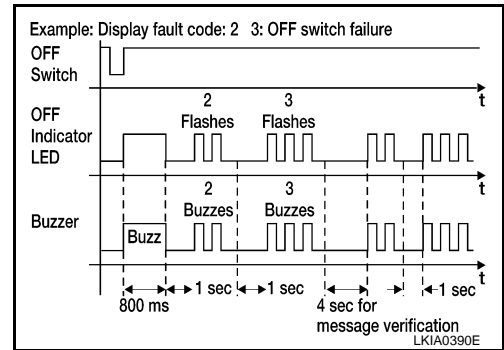 Example: Display fault code: 2 3: OFF switch failure
OFF
Switch
t
OFF
Indicator
LED
2
Flashes
3
Flashes
t
Buzzer
2
Buzzes
3
Buzzes
Buzz
t
1 sec
1 sec
1 sec
800 ms
4 sec for
message verification
LKIA0390E